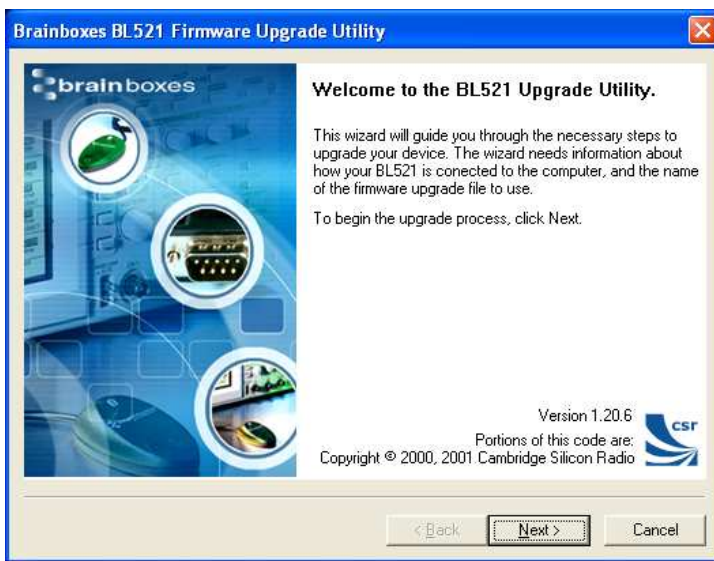 Brainboxes BL521 Firmware Upgrade Utility
brainboxes
Welcome to the BL521 Upgrade Utility.
This wizard will guide you through the necessary steps to
upgrade your device. The wizard needs information about
how your BL521 is conected to the computer, and the name
of the firmware upgrade file to use.
To begin the upgrade process, click Next.
Version 1.20.6
csr
Portions of this code are:
Copyright © 2000, 2001 Cambridge Silicon Radio
< Back
Next >
Cancel